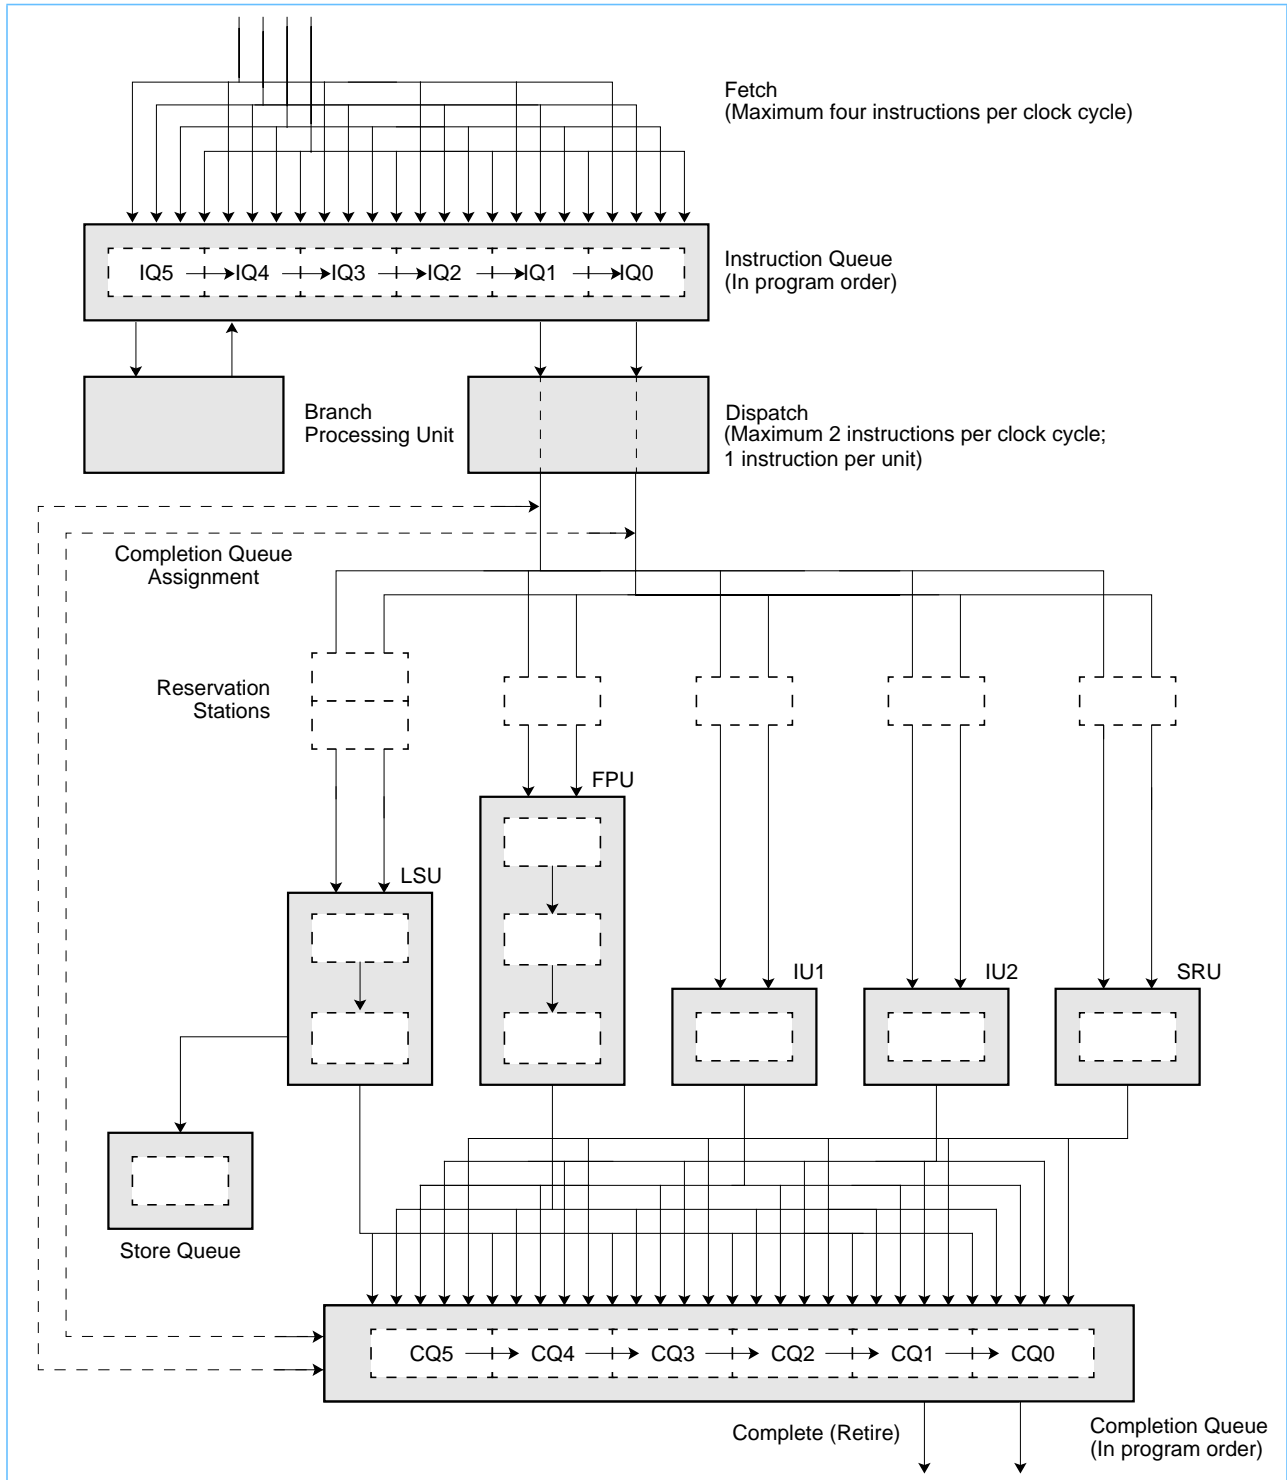 Fetch
(Maximum four instructions per clock cycle)
IQ5 IQ4 IQ3 IQ2 IQ1 IQ0
Instruction Queue
(In program order)
Branch
Processing Unit
Dispatch
(Maximum 2 instructions per clock cycle;
1 instruction per unit)
Completion Queue
Assignment
Reservation
Stations
FPU
LSU
IU1
IU2
SRU
Store Queue
CQ5 CQ4 CQ3 CQ2 CQ1 CQ0
Complete (Retire)
Completion Queue
(In program order)